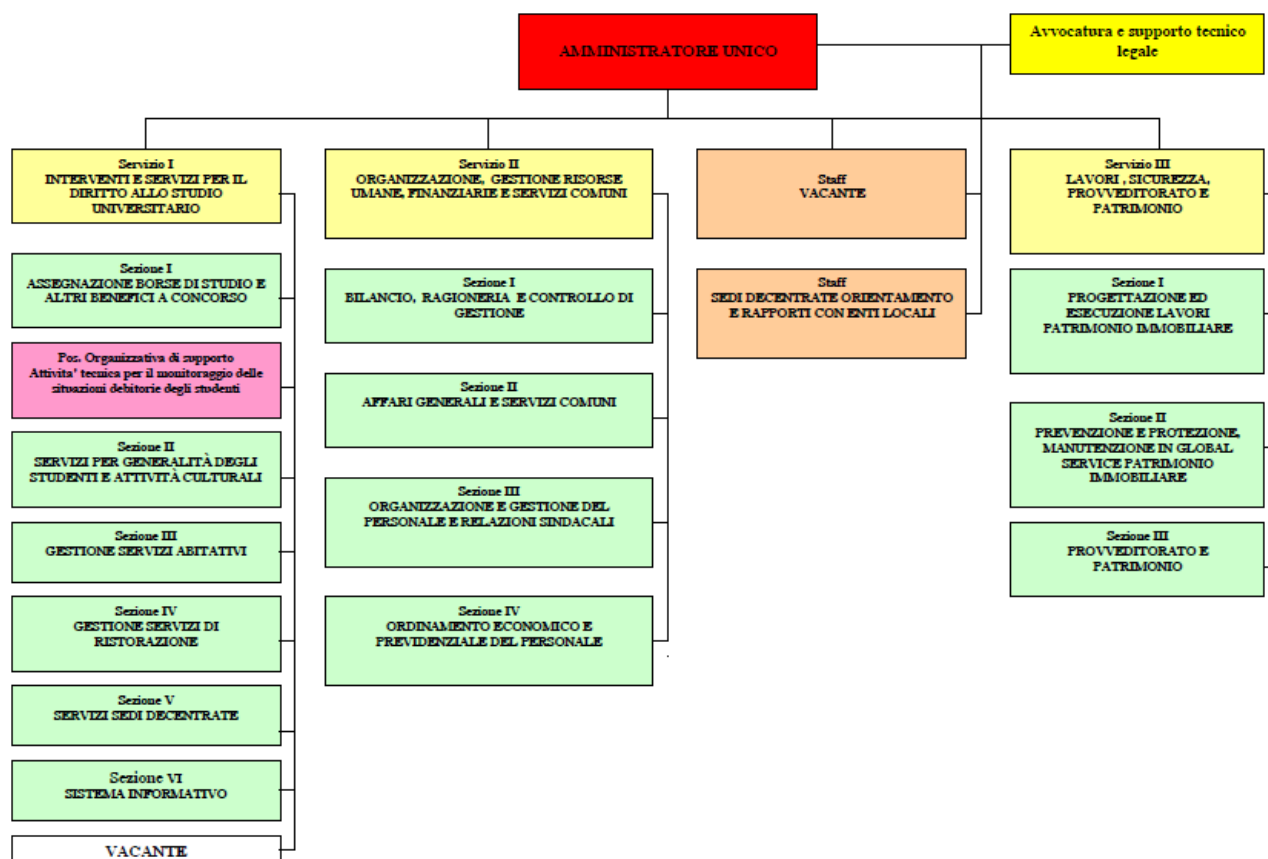 AMMINISTRATORE UNICO
Avvocatura e supporto tecnico
legale
Servizio I
INTERVENTI E SERVIZI PER IL
DIRITTO ALLO STUDIO
UNIVERSITARIO
Sezione I
ASSEGNAZIONE BORSE DI STUDIO E
ALTRI BENEFICI A CONCORSO
Pos. Organizzativa di supporto
Attivita' tecnica per il monitoraggio delle
situazioni debitorie degli studenti
Sezione II
SERVIZI PER GENERALITÀ DEGLI
STUDENTI E ATTIVITÀ CULTURALI
Sezione III
GESTIONE SERVIZI ABITATIVI
Sezione IV
GESTIONE SERVIZI DI
RISTORAZIONE
Sezione V
SERVIZI SEDI DECENTRATE
Sezione VI
SISTEMA INFORMATIVO
VACANTE
Servizio II
ORGANIZZAZIONE, GESTIONE RISORSE
UMANE, FINANZIARIE E SERVIZI COMUNI
Sezione I
BILANCIO, RAGIONERIA E CONTROLLO DI
GESTIONE
Sezione II
AFFARI GENERALI E SERVIZI COMUNI
Sezione III
ORGANIZZAZIONE E GESTIONE DEL
PERSONALE E RELAZIONI SINDACALI
Sezione IV
ORDINAMENTO ECONOMICO E
PREVIDENZIALE DEL PERSONALE
Staff
VACANTE
Staff
SEDI DECENTRATE ORIENTAMENTO
E RAPPORTI CON ENTI LOCALI
Servizio III
LAVORI , SICUREZZA,
PROVVEDITORATO E
PATRIMONIO
Sezione I
PROGETTAZIONE ED
ESECUZIONE LAVORI
PATRIMONIO IMMOBILIARE
Sezione II
PREVENZIONE E PROTEZIONE,
MANUTENZIONE IN GLOBAL
SERVICE PATRIMONIO
IMMOBILIARE
Sezione III
PROVVEDITORATO E
PATRIMONIO